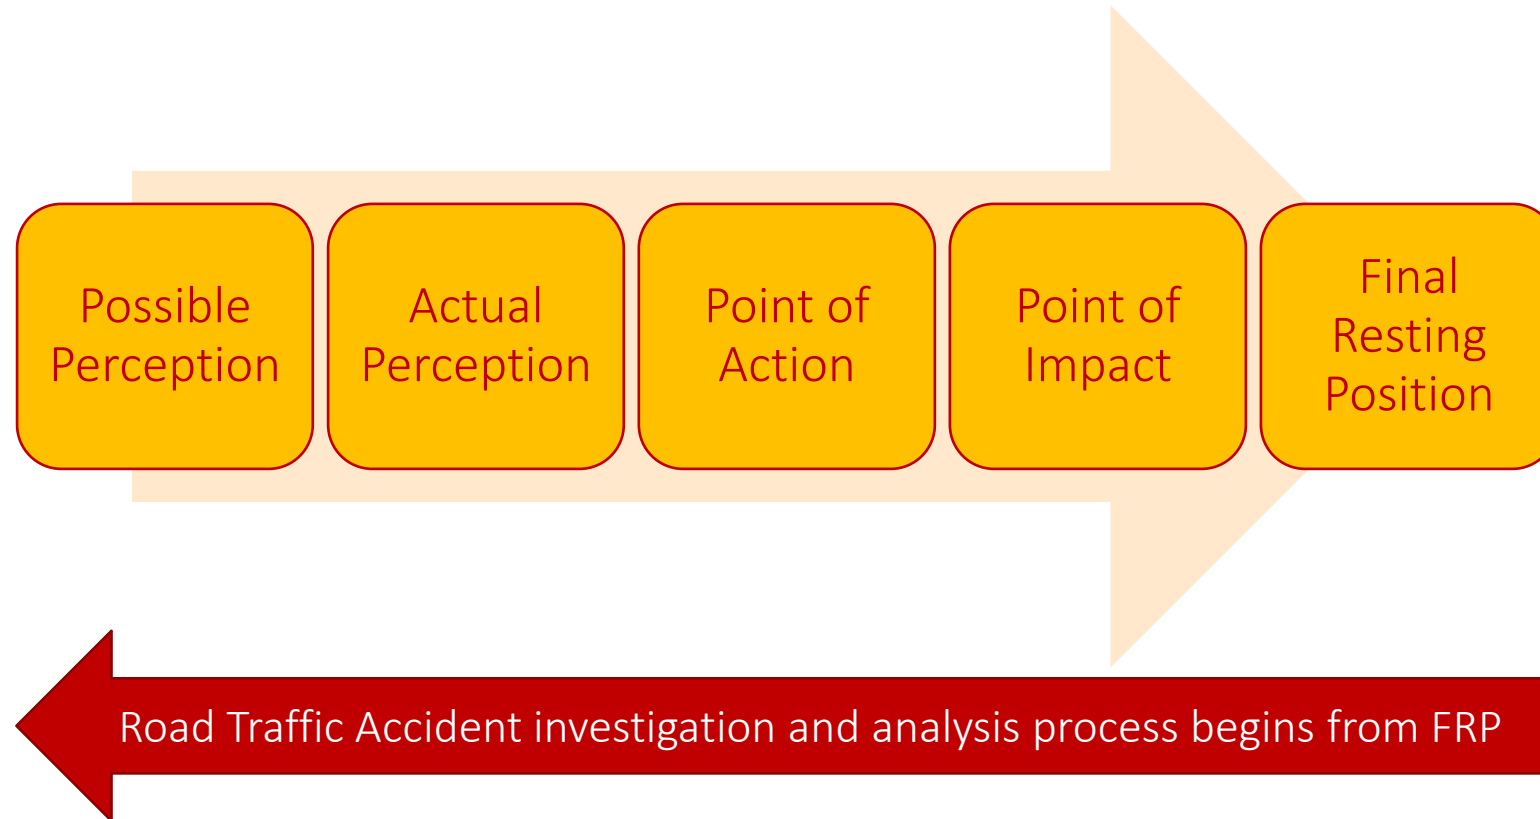 Possible
Perception
Actual
Perception
Point of
Action
Point of
Impact
Final
Resting
Position
Road Traffic Accident investigation and analysis process begins from FRP